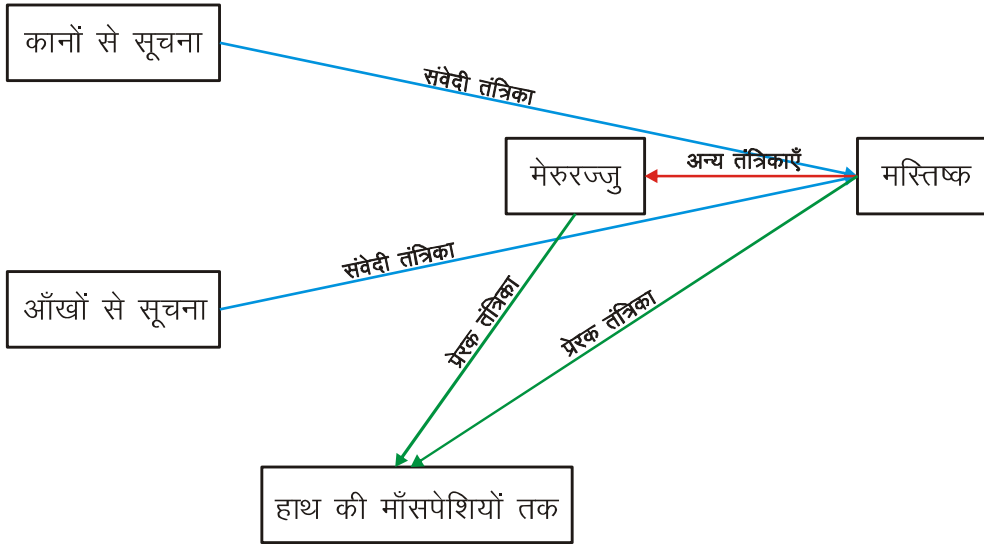 कानों से सूचना
संवेदी तंत्रिका
मेरुरज्जु
अन्य तंत्रिकाएँ
मस्तिष्क
संवेदी तंत्रिका
आँखों से सूचना
प्रेरक तंत्रिका
प्रेरक तंत्रिका
हाथ की माँसपेशियों तक